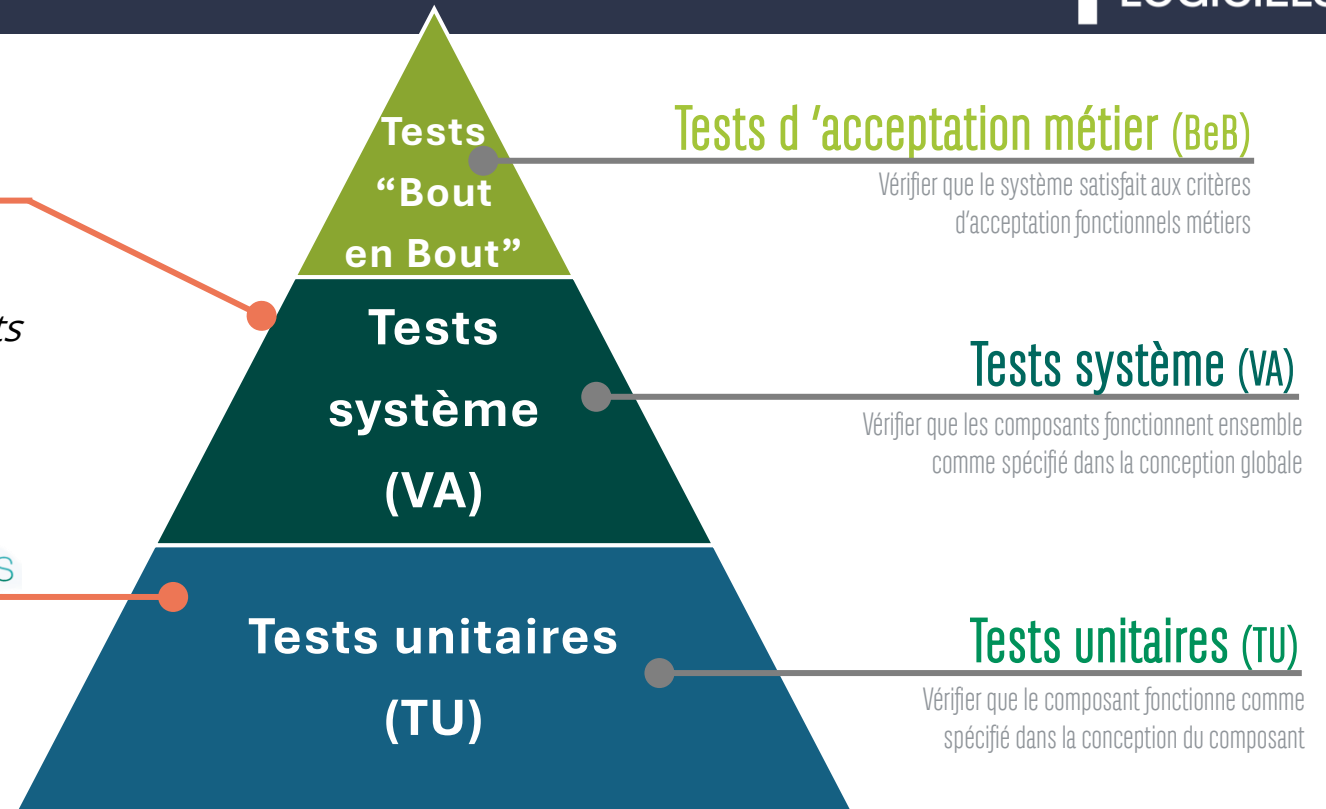 Tests
“Bout
en Bout”
Tests d ’acceptation métier (BeB)
Vérifier que le système satisfait aux critères
d’acceptation fonctionnels métiers
Tests
système
(VA)
Tests système (VA)
Vérifier que les composants fonctionnent ensemble
comme spécifié dans la conception globale
Tests unitaires
(TU)
Tests unitaires (TU)
Vérifier que le composant fonctionne comme
spécifié dans la conception du composant